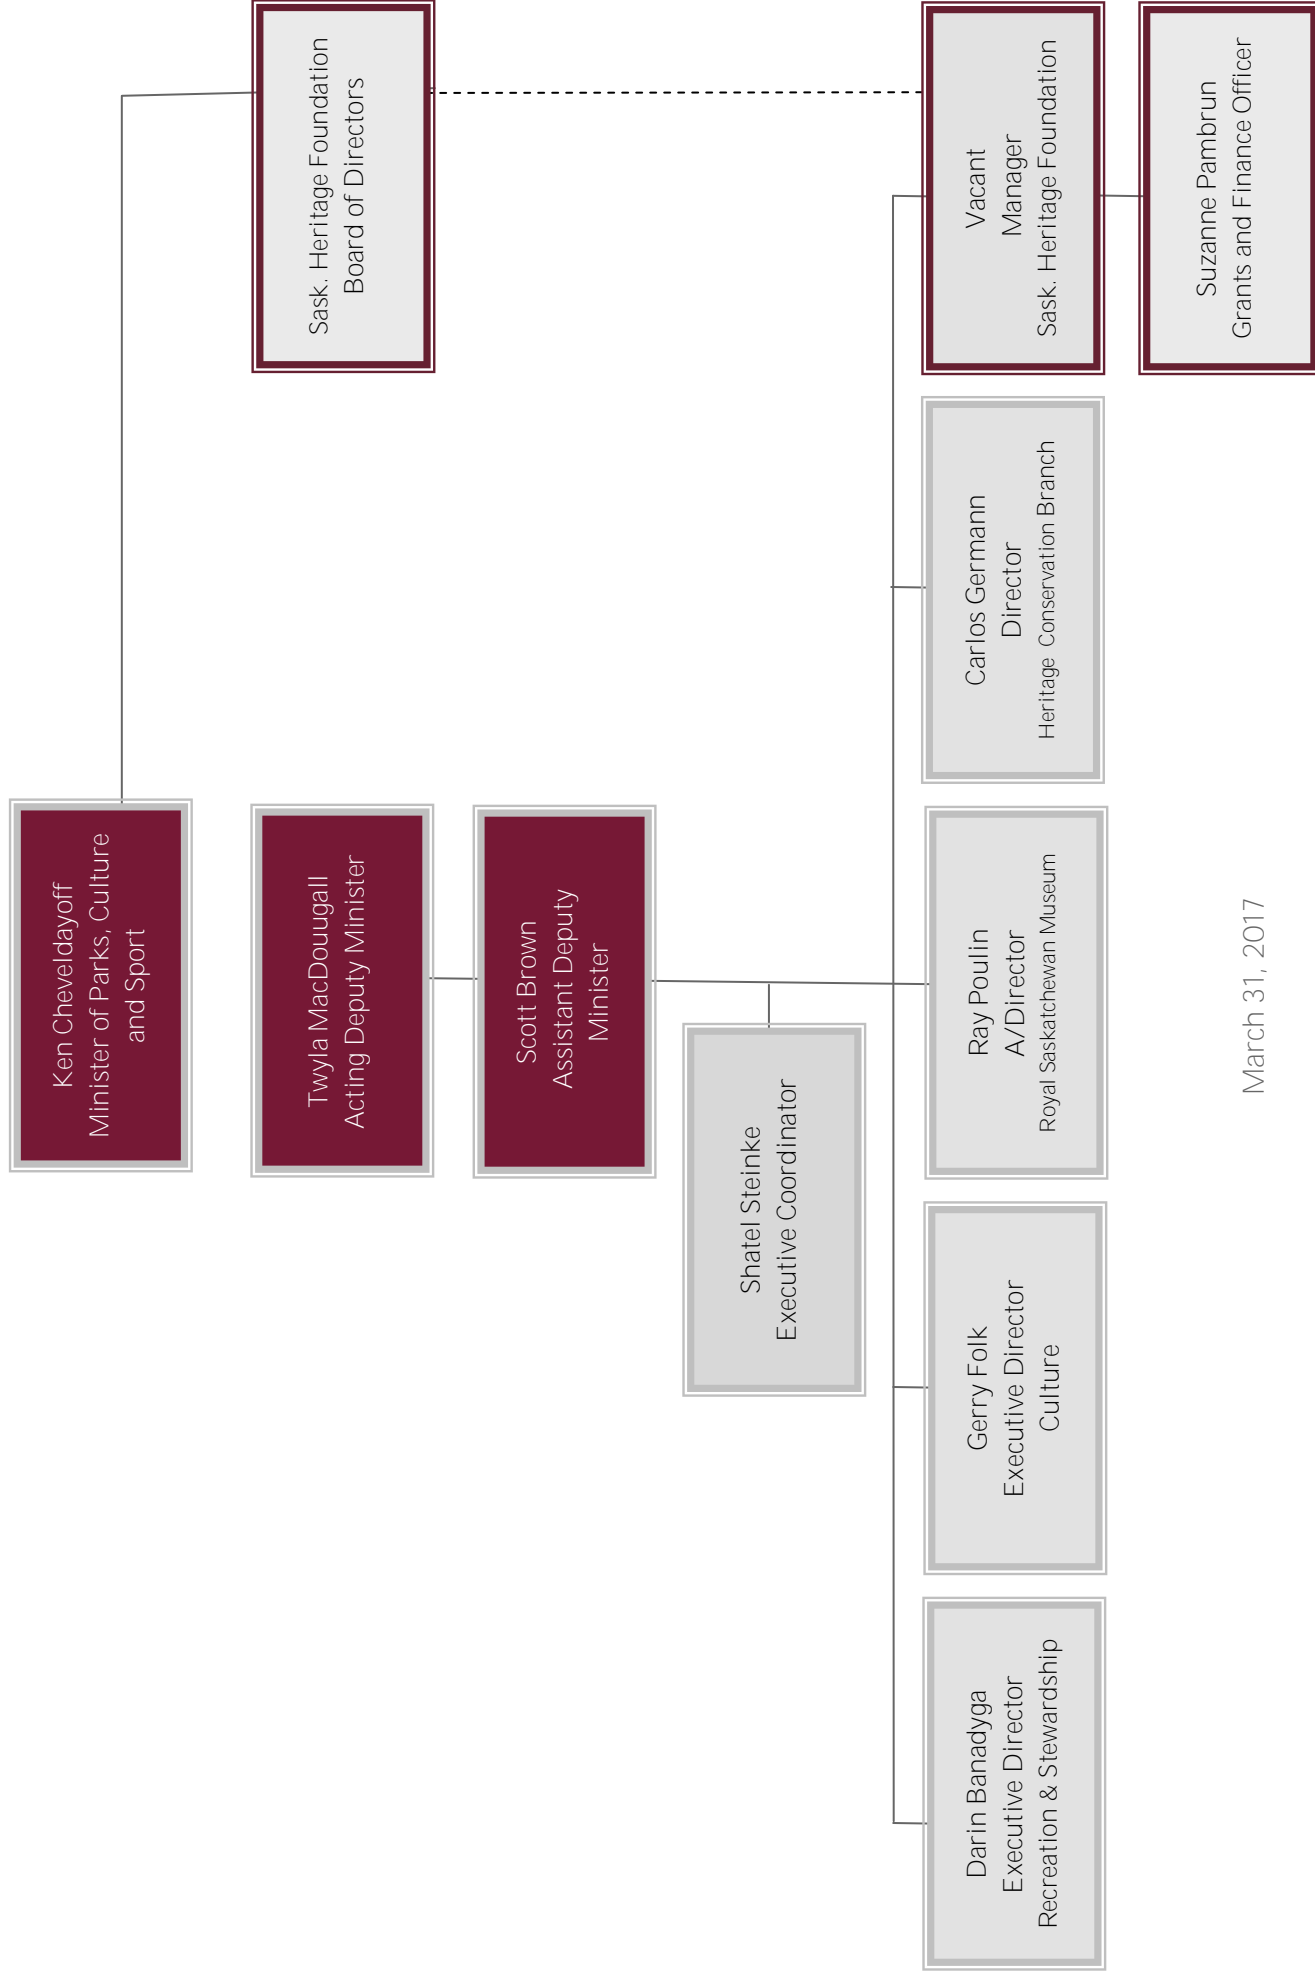 Ken Cheveldayoff
Minister of Parks, Culture
and Sport
Twyla MacDouugall
Acting Deputy Minister
Sask. Heritage Foundation
Board of Directors
Scott Brown
Assistant Deputy
Minister
Shatel Steinke
Executive Coordinator
Darin Banadyga
Executive Director
Recreation & Stewardship
Gerry Folk
Executive Director
Culture
Ray Poulin
A/Director
Royal Saskatchewan Museum
Carlos Germann
Director
Heritage Conservation Branch
Vacant
Manager
Sask. Heritage Foundation
Suzanne Pambrun
Grants and Finance Officer
March 31, 2017